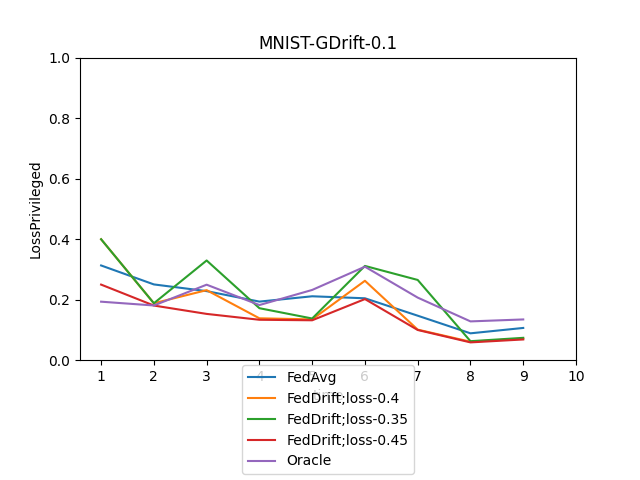 MNIST-GDrift-0.1
LossPrivileged
1.0
0.8
0.6
0.4
0.2
0.0
1 2 3 4 5 6 7 8 9 10
FedAvg
FedDrift;loss-0.4
FedDrift;loss-0.35
FedDrift;loss-0.45
Oracle